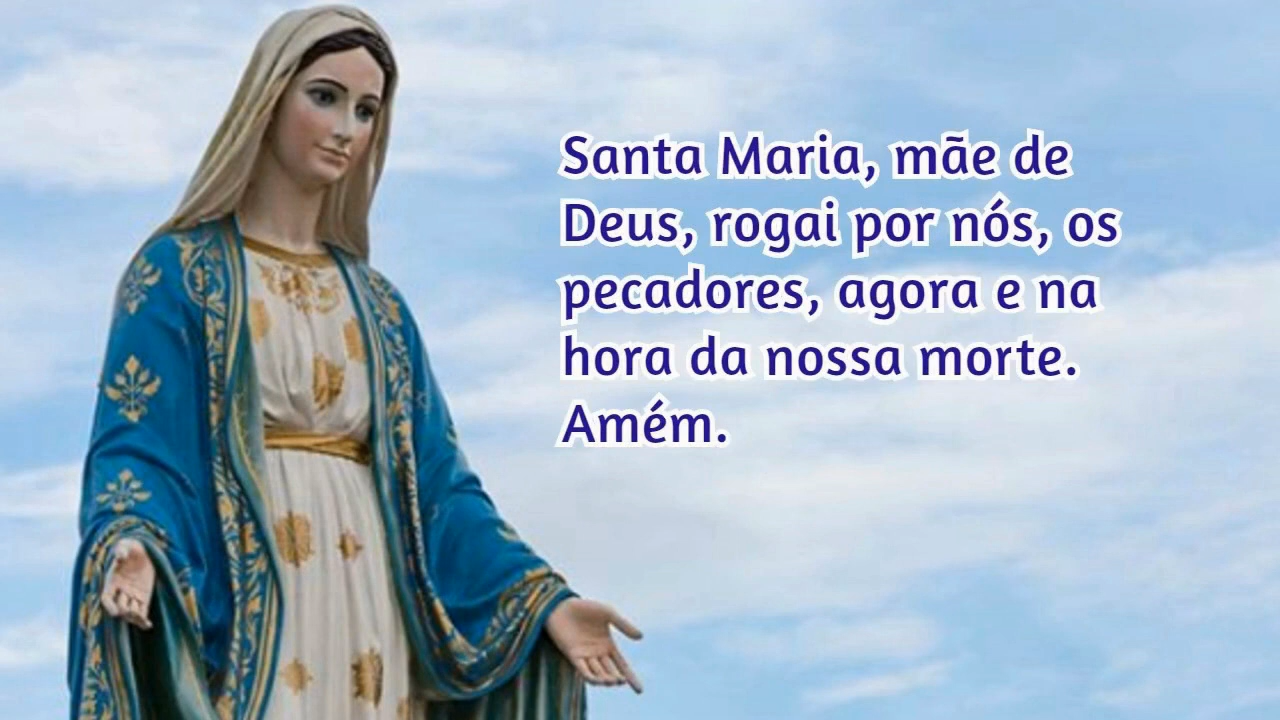 Santa Maria, mãe de
Deus, rogai por nós, os
pecadores, agora e na
hora da nossa morte.
Amém.